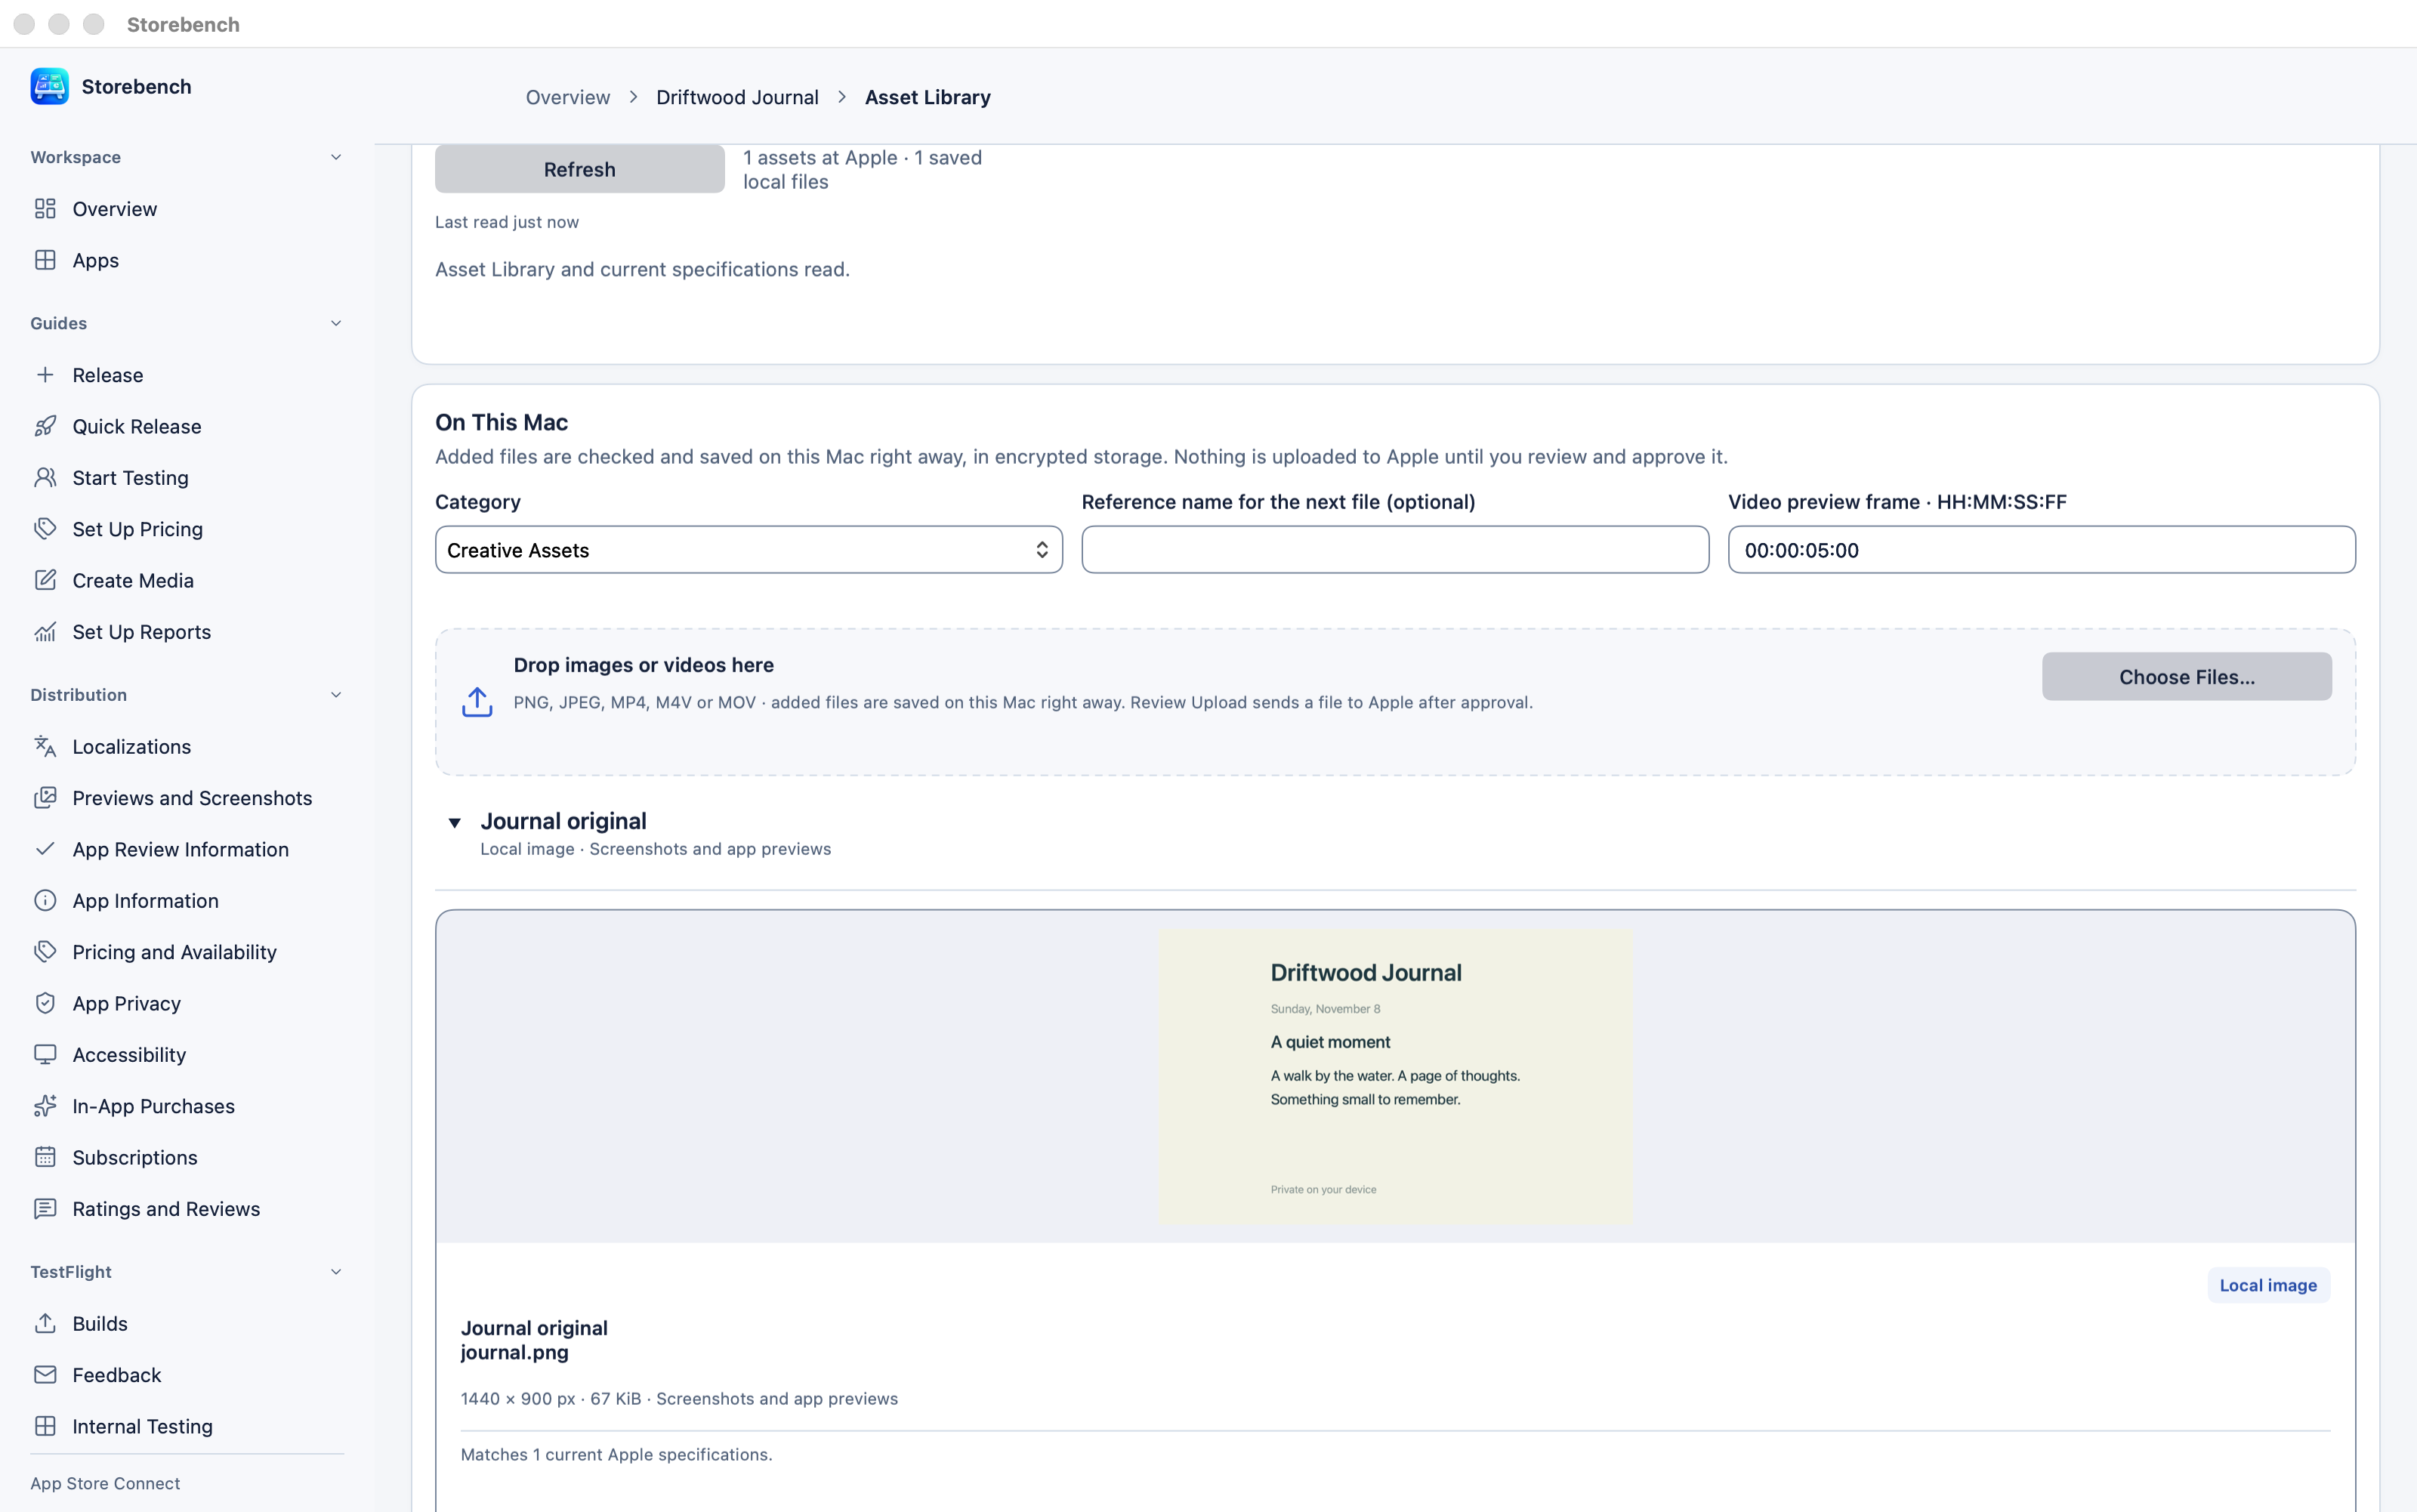 Storebench
Storebench
Workspace
Overview
Apps
Guides
Release
Quick Release
Start Testing
Set Up Pricing
Create Media
Set Up Reports
Distribution
Localizations
Previews and Screenshots
App Review Information
App Information
Pricing and Availability
App Privacy
Accessibility
In-App Purchases
Subscriptions
Ratings and Reviews
TestFlight
Builds
Feedback
Internal Testing
App Store Connect
Overview > Driftwood Journal > Asset Library
Refresh
1 assets at Apple · 1 saved
local files
Last read just now
Asset Library and current specifications read.
On This Mac
Added files are checked and saved on this Mac right away, in encrypted storage. Nothing is uploaded to Apple until you review and approve it.
Category
Creative Assets
Reference name for the next file (optional)
Video preview frame · HH:MM:SS:FF
00:00:05:00
Drop images or videos here
PNG, JPEG, MP4, M4V or MOV · added files are saved on this Mac right away. Review Upload sends a file to Apple after approval.
Choose Files...
Journal original
Local image · Screenshots and app previews
Driftwood Journal
Sunday, November 8
A quiet moment
A walk by the water. A page of thoughts.
Something small to remember.
Private on your device
Local image
Journal original
journal.png
1440 × 900 px · 67 KiB · Screenshots and app previews
Matches 1 current Apple specifications.